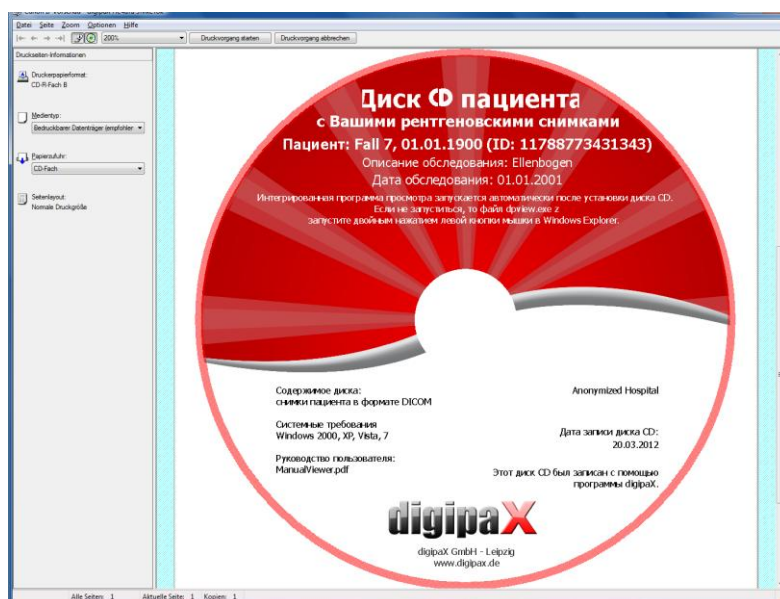 Datei Seite Zoom Optionen Hilfe
200% Druckvorgang starten Druckvorgang abbrechen
Druckseiten-Informationen
Druckerpapierformat:
CD-R-Fach B
Medientyp:
Bedruckbarer Datenträger (empfohlen
Papierzufuhr:
CD-Fach
Seitenlayout:
Normale Druckgröße
Диск CD пациента
с Вашими рентгеновскими снимками
Пациент: Fall 7, 01.01.1900 (ID: 11788773431343)
Описание обследования: Ellenbogen
Дата обследования: 01.01.2001
Интегрированная программа просмотра запускается автоматически после установки диска CD.
Если не запуститься, то файл dpview.exe z
запустите двойным нажатием левой кнопки мышки в Windows Explorer.
Содержимое диска:
снимки пациента в формате DICOM
Системные требования
Windows 2000, XP, Vista, 7
Руководство пользователя:
ManualViewer.pdf
Anonymized Hospital
Дата записи диска CD:
20.03.2012
Этот диск CD был записан с помощью
программы digipaX.
digipaX
digipaX GmbH - Leipzig
www.digipax.de
Alle Seiten: 1 Aktuelle Seite: 1 Kopien: 1